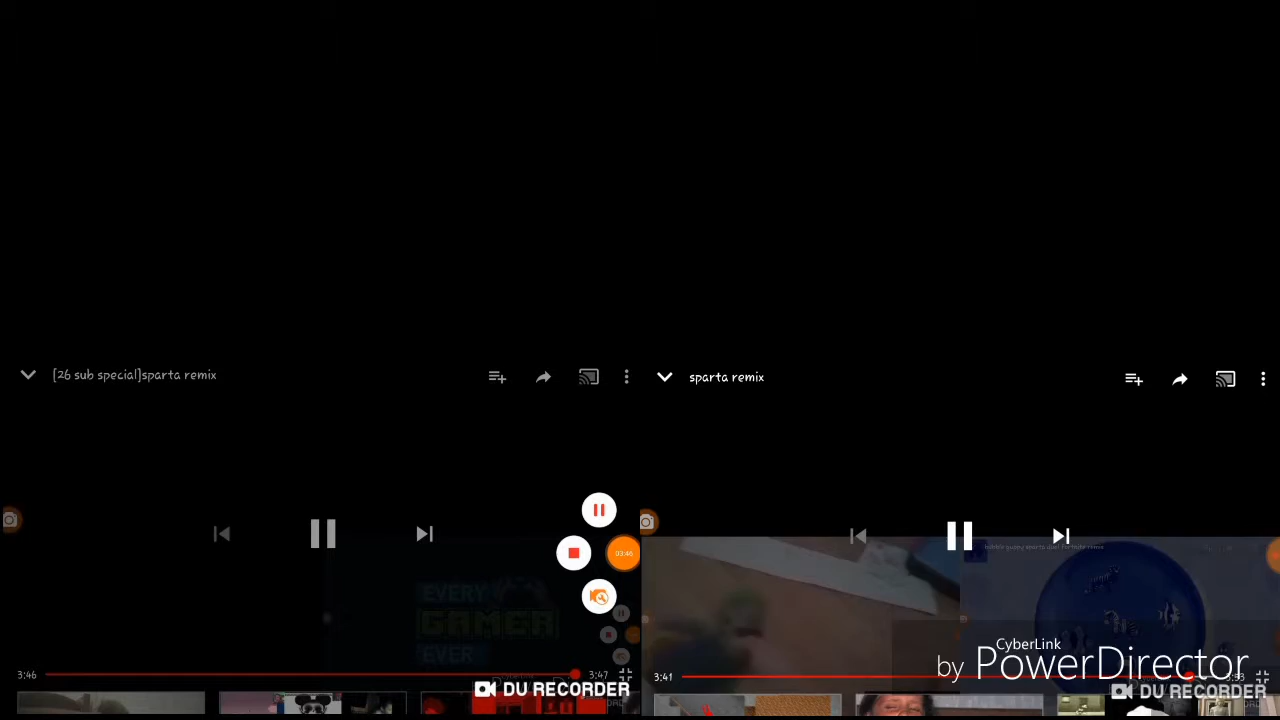 [26 sub special]sparta remix
sparta remix
03:46
EVERY
GAMER
EVER
3:46
3:47
DU RECORDER
3:41
CyberLink
by PowerDirector
DU RECORDER